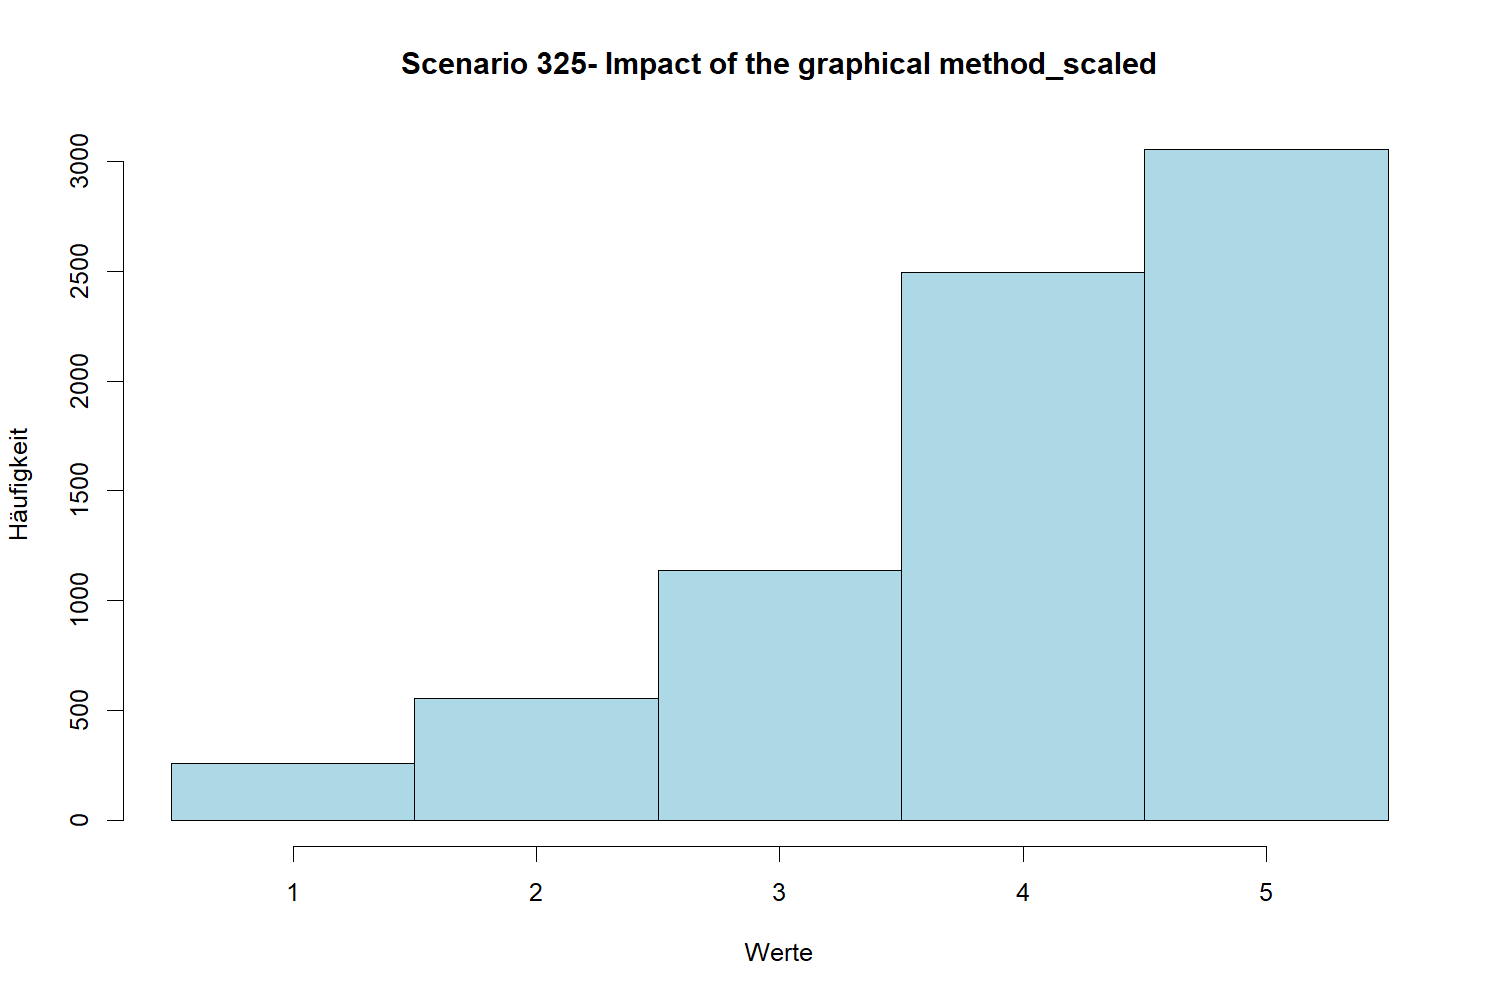 Scenario 325- Impact of the graphical method_scaled
Häufigkeit
3000
2500
2000
1500
1000
500
0
1 2 3 4 5
Werte